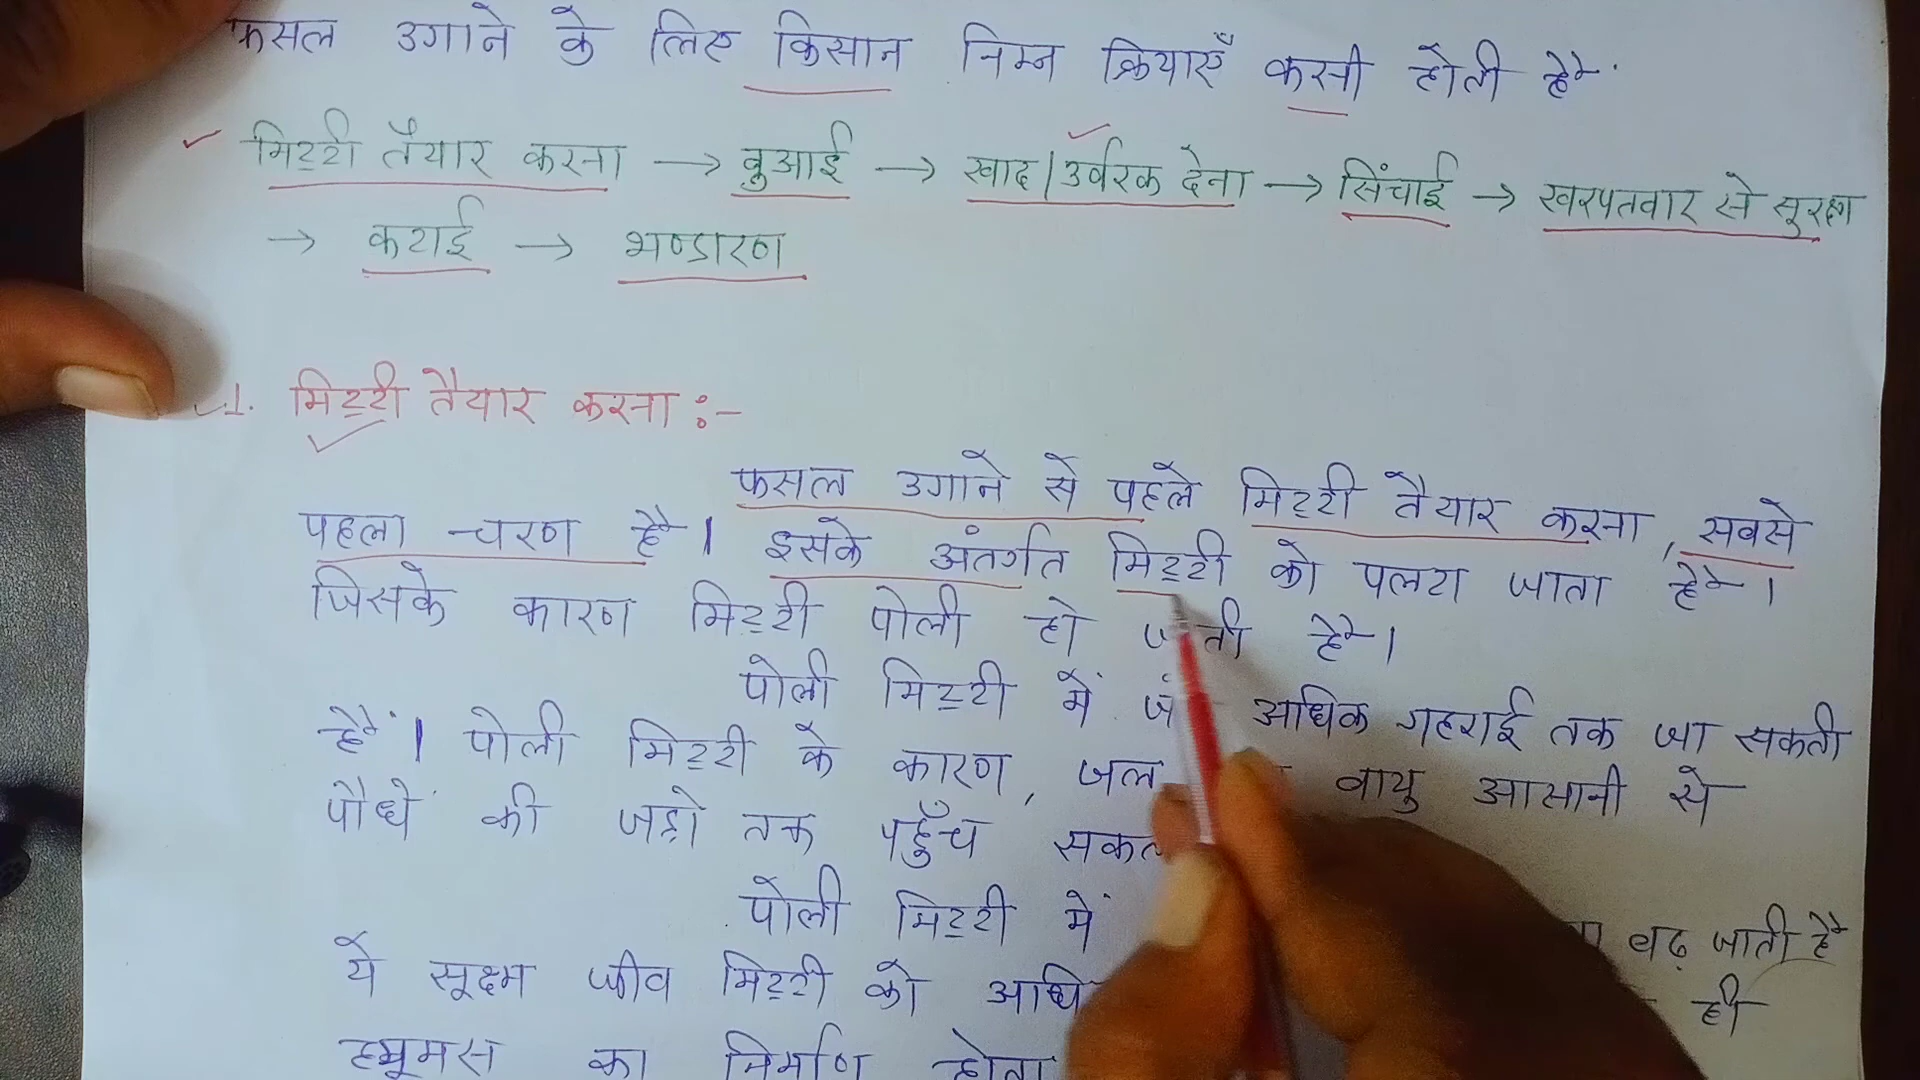 फसल उगाने के लिए किसान निम्न क्रियाएँ करनी होती हैं
मिट्टी तैयार करना → बुआई → खाद/उर्वरक देना → सिंचाई → खरपतवार से सुरक्षा
→ कटाई → भण्डारण
1. मिट्टी तैयार करना :-
फसल उगाने से पहले मिट्टी तैयार करना, सबसे
पहला चरण है। इसके अंतर्गत मिट्टी को पलटा जाता है।
जिसके कारण मिट्टी पोली हो जाती है।
पोली मिट्टी में अधिक गहराई तक जा सकती
हैं। पोली मिट्टी के कारण, जल वायु आसानी से
पौधे की जड़ो तक पहुँच
पोली मिट्टी में बढ़ जाती है
ये सूक्ष्म जीव मिट्टी को ही
ह्यूमस का निर्माण होता